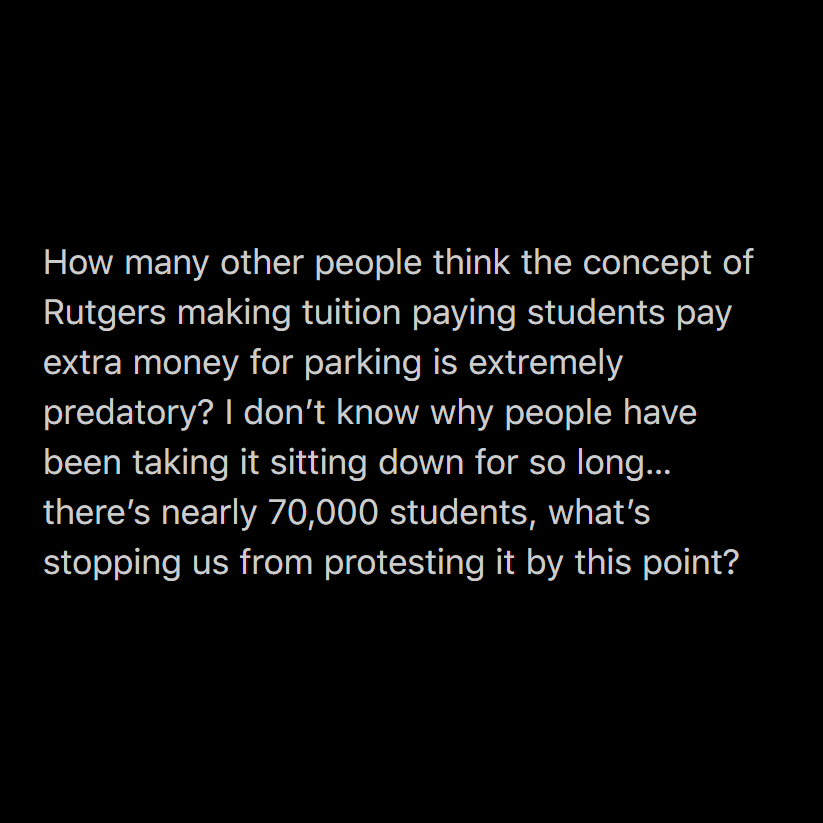 How many other people think the concept of
Rutgers making tuition paying students pay
extra money for parking is extremely
predatory? I don’t know why people have
been taking it sitting down for so long...
there’s nearly 70,000 students, what’s
stopping us from protesting it by this point?